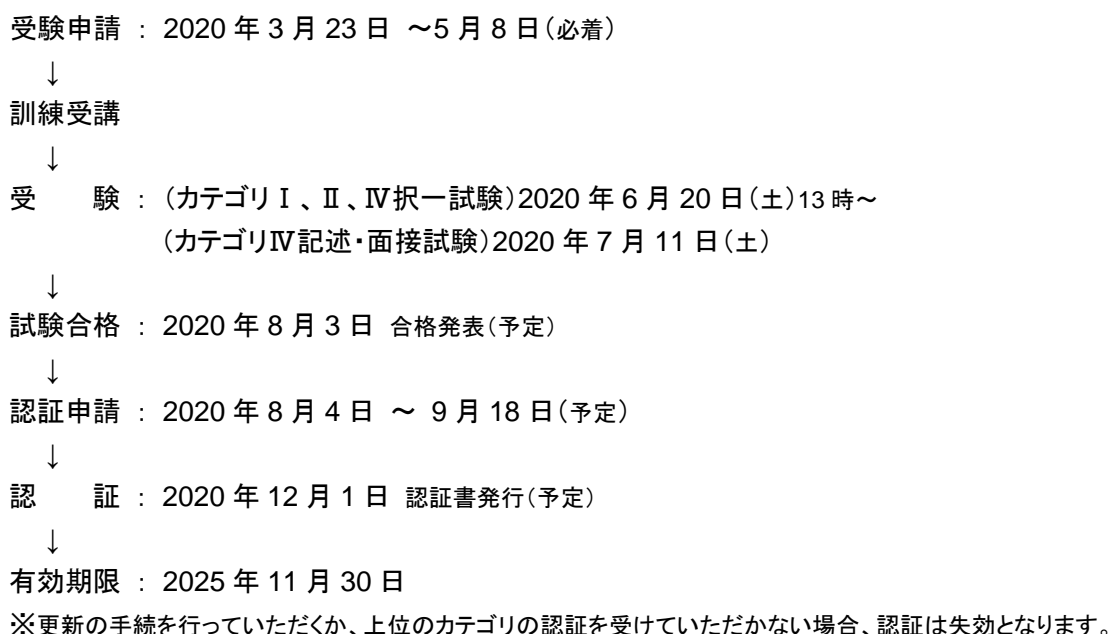 受験申請 : 2020 年 3 月 23 日 ～5 月 8 日(必着)
↓
訓練受講
↓
受　　験 : (カテゴリⅠ、Ⅱ、Ⅳ択一試験)2020 年 6 月 20 日(土)13 時～
(カテゴリⅣ記述・面接試験)2020 年 7 月 11 日(土)
↓
試験合格 : 2020 年 8 月 3 日 合格発表(予定)
↓
認証申請 : 2020 年 8 月 4 日 ～ 9 月 18 日(予定)
↓
認　　証 : 2020 年 12 月 1 日 認証書発行(予定)
↓
有効期限 : 2025 年 11 月 30 日
※更新の手続を行っていただくか、上位のカテゴリの認証を受けていただかない場合、認証は失効となります。